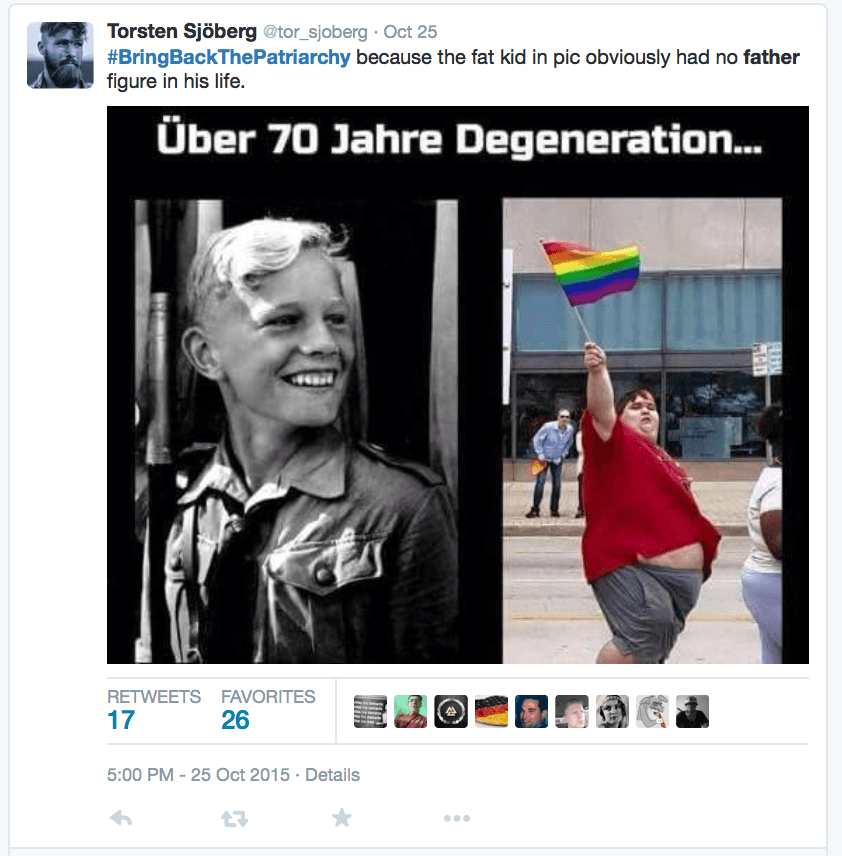 Torsten Sjöberg @tor_sjoberg · Oct 25
#BringBackThePatriarchy because the fat kid in pic obviously had no father
figure in his life.
Über 70 Jahre Degeneration...
RETWEETS FAVORITES
17 26
5:00 PM - 25 Oct 2015 · Details